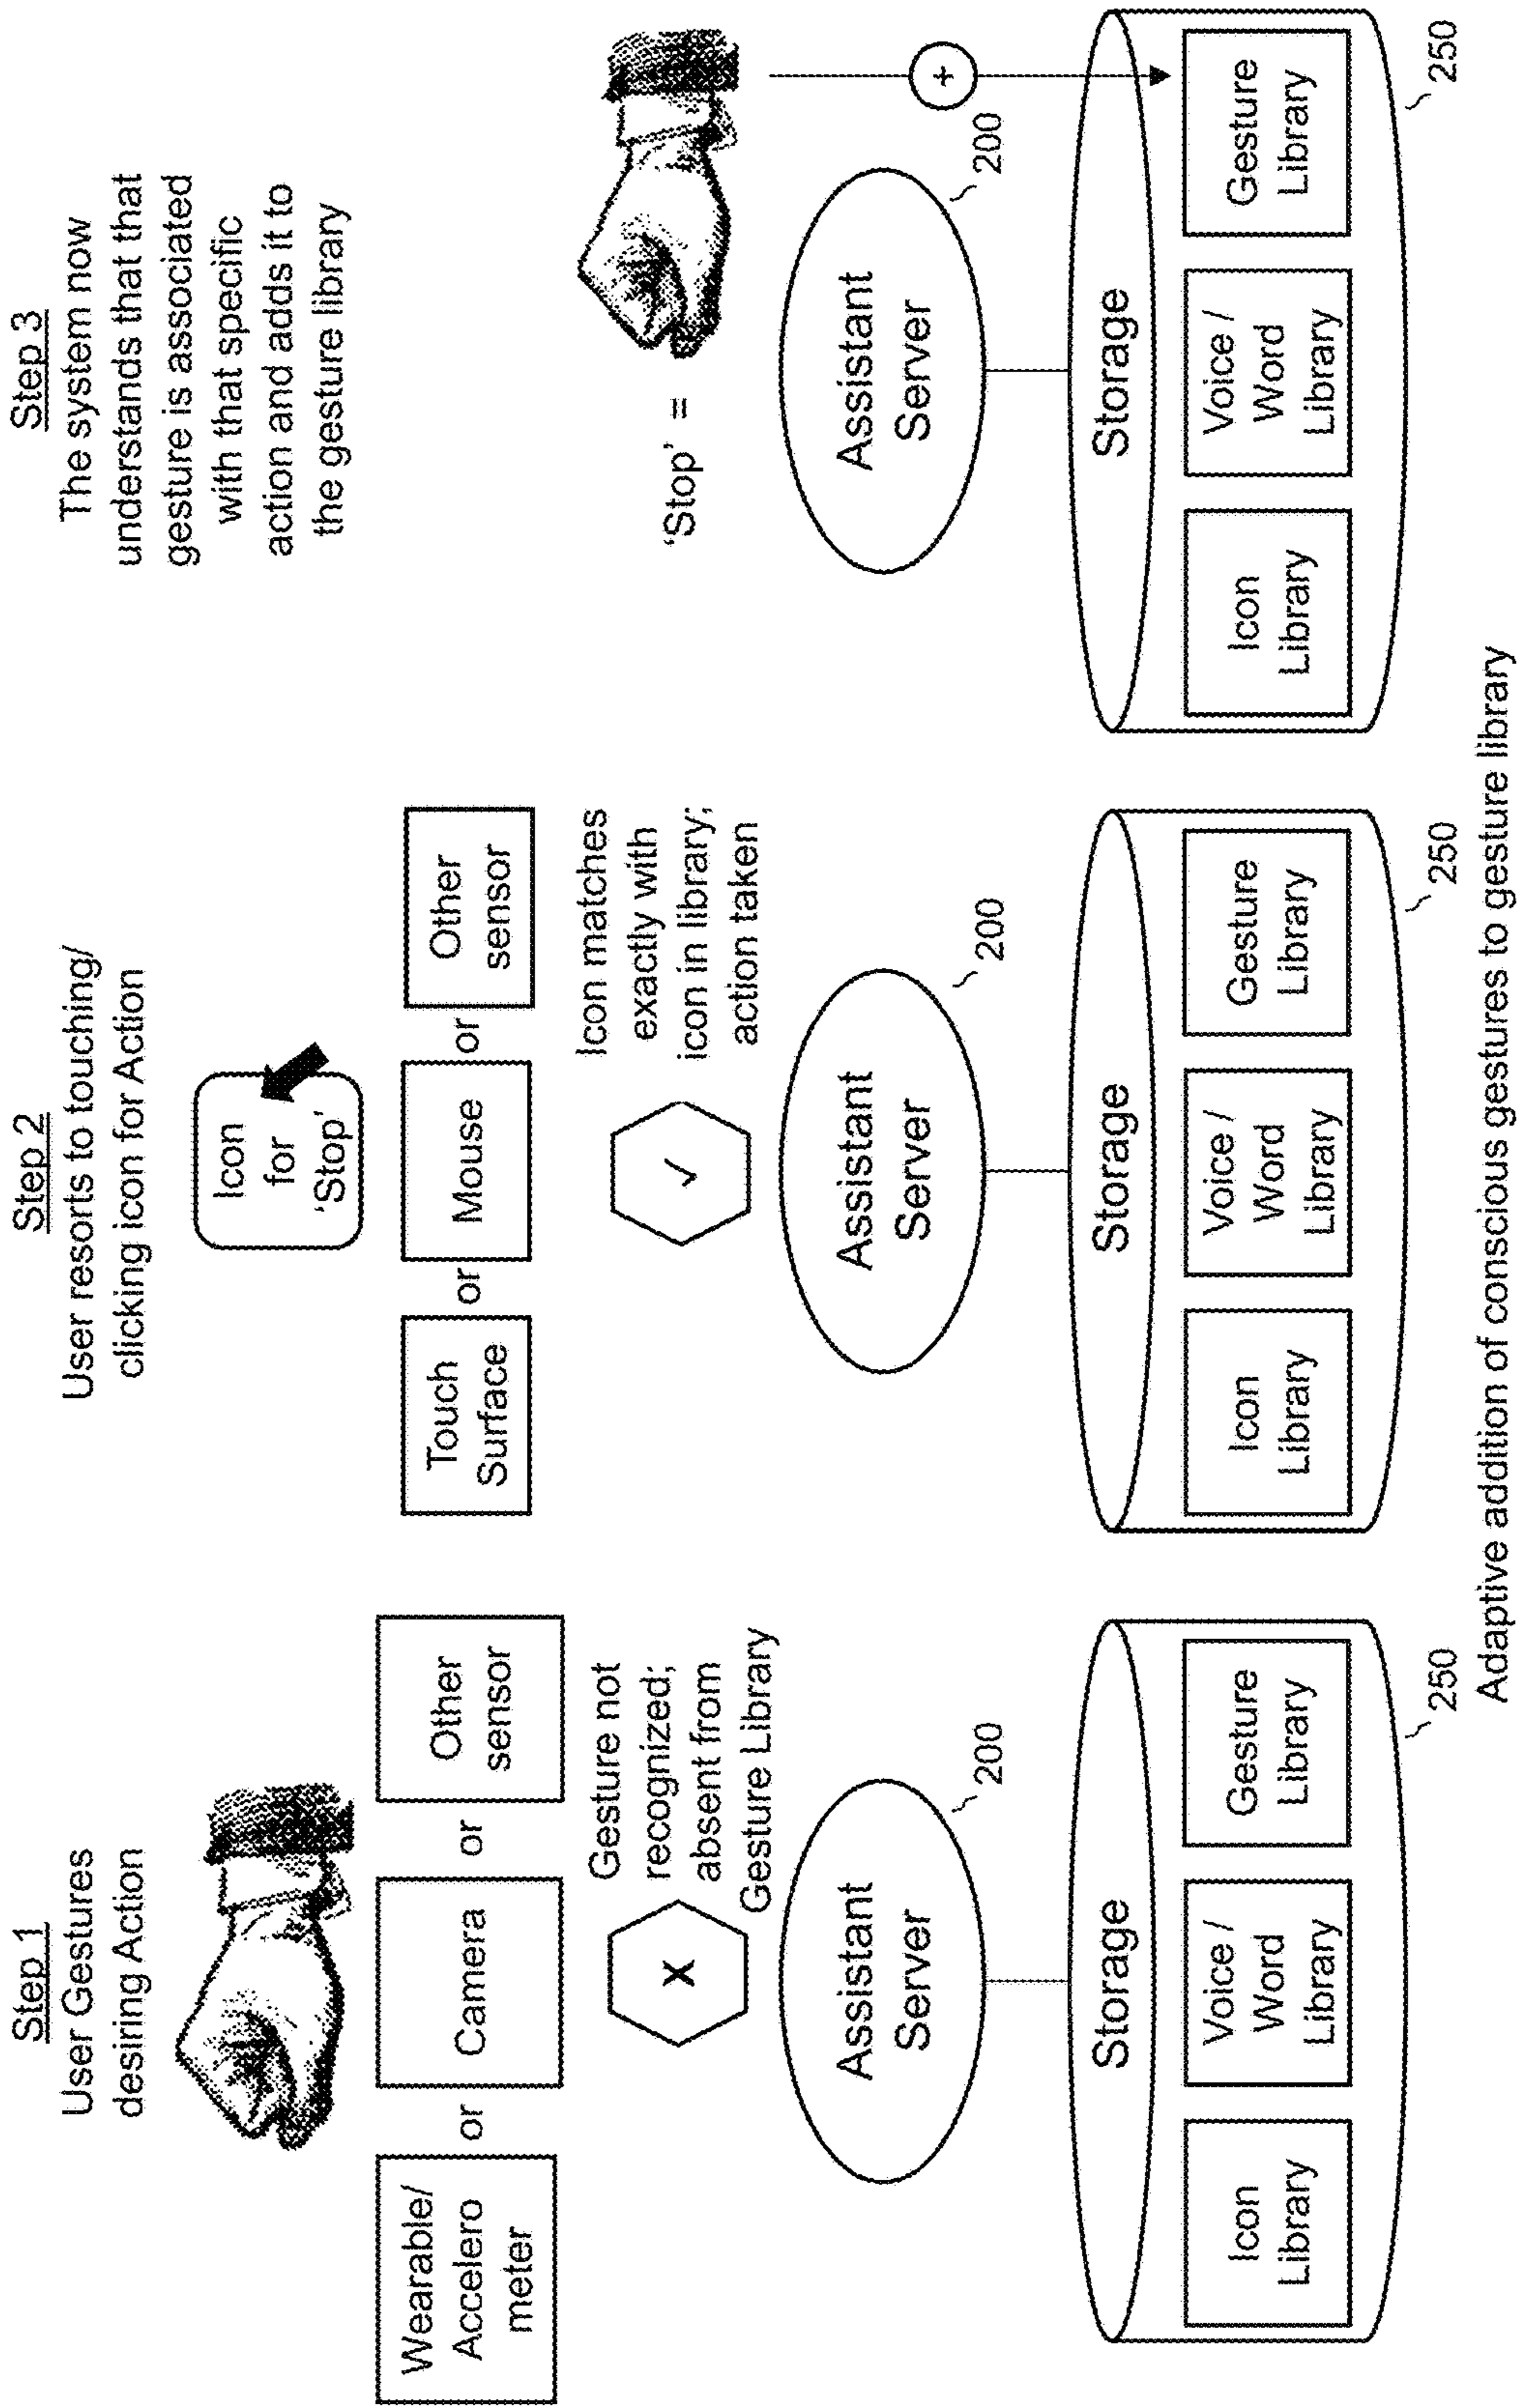 Step 1
User Gestures
desiring Action
Wearable/
Accelero
meter
or
Camera
or
Other
sensor
X
Gesture not
recognized;
absent from
Gesture Library
Assistant
Server
200
Storage
Icon
Library
Voice /
Word
Library
Gesture
Library
250
Step 2
User resorts to touching/
clicking icon for Action
Icon
for
‘Stop’
Touch
Surface
or
Mouse
or
Other
sensor
✓
Icon matches
exactly with
icon in library;
action taken
Assistant
Server
200
Storage
Icon
Library
Voice /
Word
Library
Gesture
Library
250
Step 3
The system now
understands that that
gesture is associated
with that specific
action and adds it to
the gesture library
‘Stop’ =
+
Assistant
Server
200
Storage
Icon
Library
Voice /
Word
Library
Gesture
Library
250
Adaptive addition of conscious gestures to gesture library